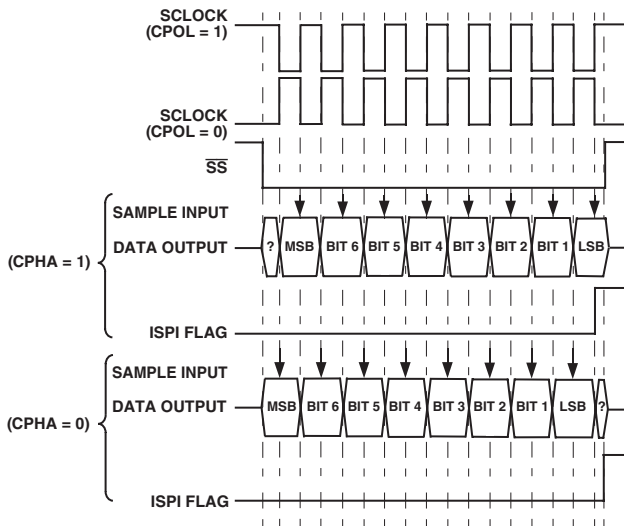 SCLOCK
(CPOL = 1)
SCLOCK
(CPOL = 0)
SS
(CPHA = 1)
SAMPLE INPUT
DATA OUTPUT
? MSB BIT 6 BIT 5 BIT 4 BIT 3 BIT 2 BIT 1 LSB
ISPI FLAG
(CPHA = 0)
SAMPLE INPUT
DATA OUTPUT
MSB BIT 6 BIT 5 BIT 4 BIT 3 BIT 2 BIT 1 LSB ?
ISPI FLAG